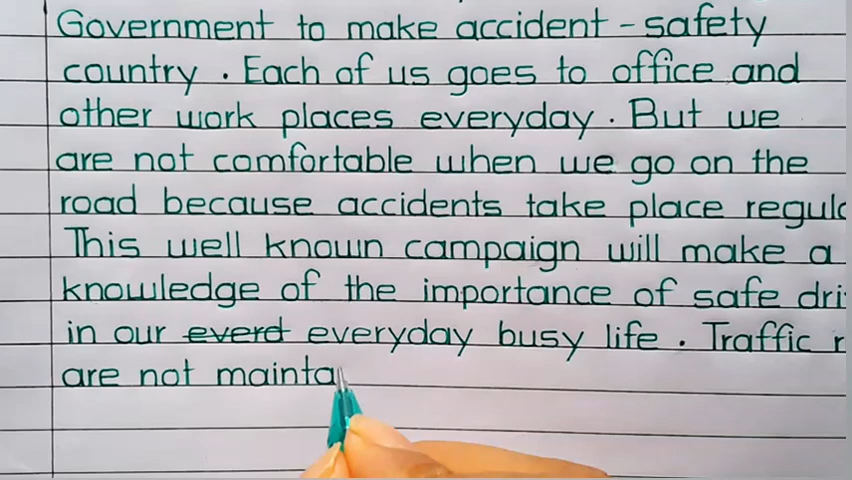 Government to make accident - safety
country. Each of us goes to office and
other work places everyday. But we
are not comfortable when we go on the
road because accidents take place
This well known campaign will make a
knowledge of the importance of safe
in our everd everyday busy life. Traffic
are not mainta